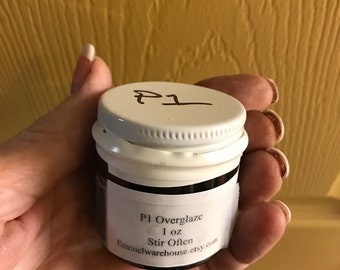 P1
P1 Overglaze
1 oz
Stir Often
Enamelwarehouse.etsy.com